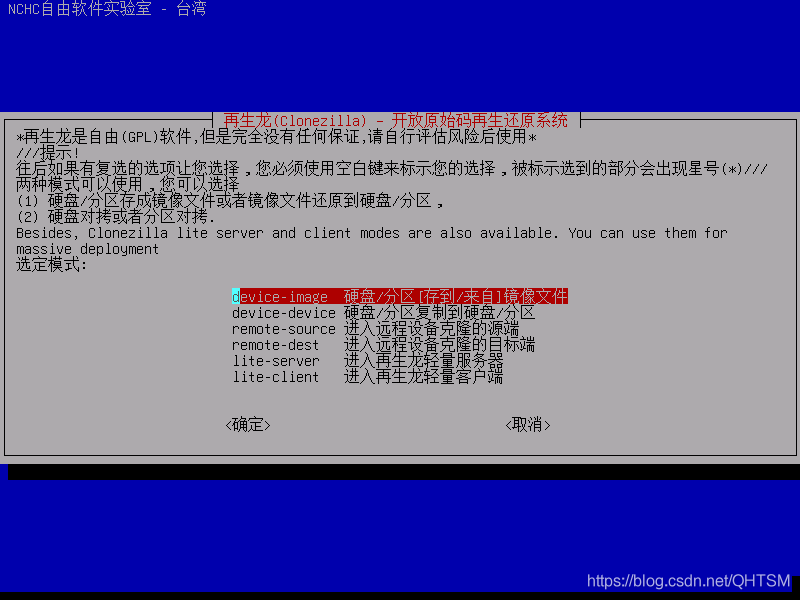 NCHC自由软件实验室 - 台湾
再生龙(Clonezilla) - 开放原始码再生还原系统
*再生龙是自由(GPL)软件,但是完全没有任何保证,请自行评估风险后使用*
///提示!
往后如果有复选的选项让您选择,您必须使用空白键来标示您的选择,被标示选到的部分会出现星号(*)///
两种模式可以使用,您可以选择
(1) 硬盘/分区存成镜像文件或者镜像文件还原到硬盘/分区,
(2) 硬盘对拷或者分区对拷.
Besides, Clonezilla lite server and client modes are also available. You can use them for
massive deployment
选定模式:
device-image 硬盘/分区[存到/来自]镜像文件
device-device 硬盘/分区复制到硬盘/分区
remote-source 进入远程设备克隆的源端
remote-dest 进入远程设备克隆的目标端
lite-server 进入再生龙轻量服务器
lite-client 进入再生龙轻量客户端
<确定> <取消>
https://blog.csdn.net/QHTSM